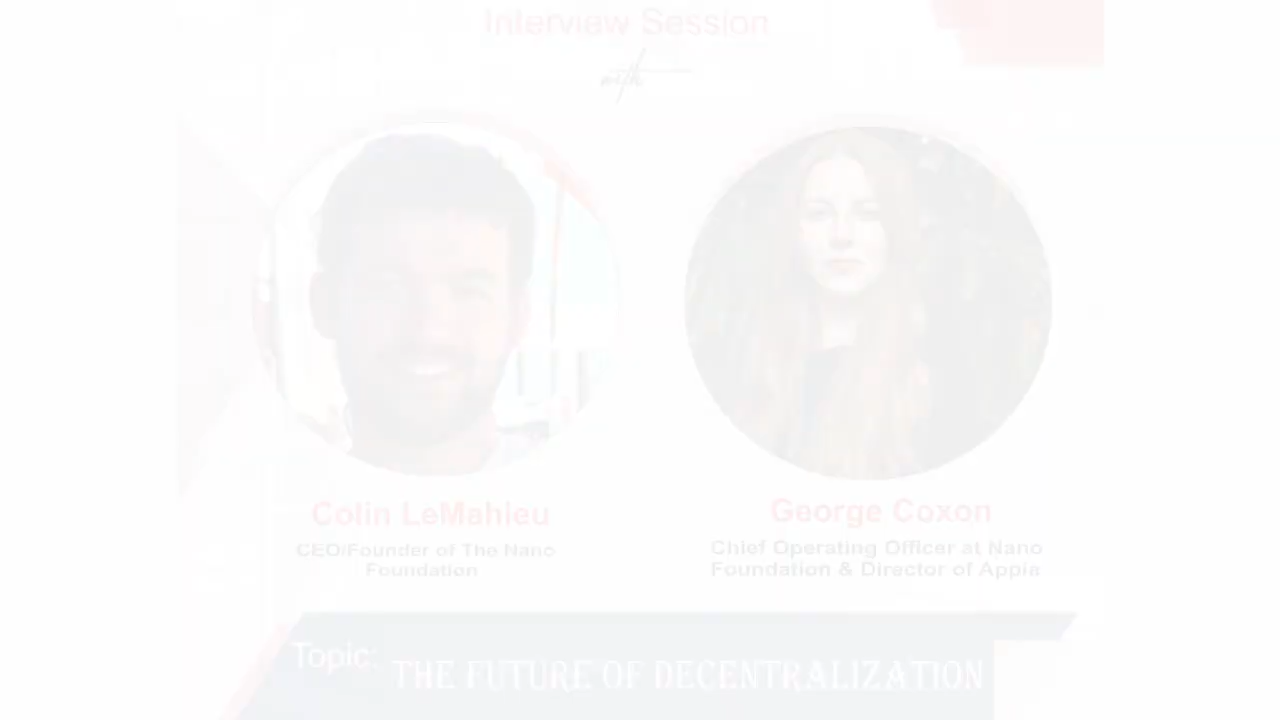 Interview Session
with
Colin LeMahieu
George Coxon
CEO/Founder of The Nano
Foundation
Chief Operating Officer at Nano
Foundation & Director of Appia
Topic: THE FUTURE OF DECENTRALIZATION